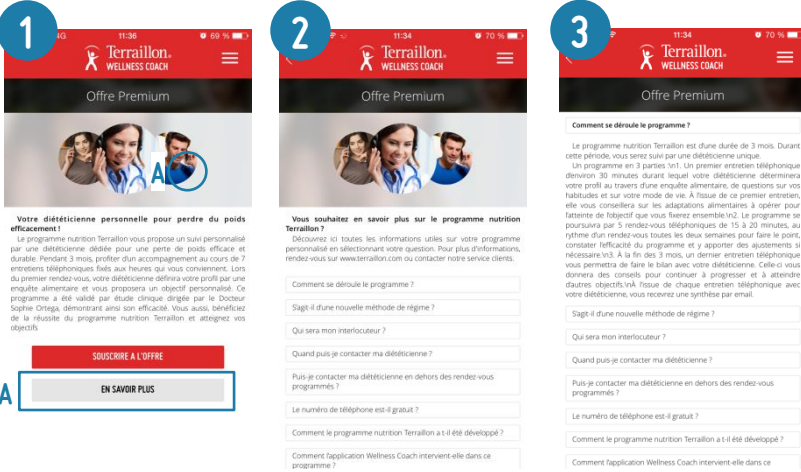 1
4G
11:36
69 %
Terraillon.
WELLNESS COACH
Offre Premium
A
Votre diététicienne personnelle pour perdre du poids
efficacement !
Le programme nutrition Terraillon vous propose un suivi personnalisé
par une diététicienne dédiée pour une perte de poids efficace et
durable. Pendant 3 mois, profiter d'un accompagnement au cours de 7
entretiens téléphoniques fixés aux heures qui vous conviennent. Lors
du premier rendez-vous, votre diététicienne définera votre profil par une
enquête alimentaire et vous proposera un objectif personnalisé. Ce
programme a été validé par étude clinique dirigée par le Docteur
Sophie Ortega, démontrant ainsi son efficacité. Vous aussi, bénéficiez
de la réussite du programme nutrition Terraillon et atteignez vos
objectifs
SOUSCRIRE A L'OFFRE
A
EN SAVOIR PLUS
2
11:34
70 %
Terraillon.
WELLNESS COACH
Offre Premium
Vous souhaitez en savoir plus sur le programme nutrition
Terraillon ?
Découvrez ici toutes les informations utiles sur votre programme
personnalisé en sélectionnant votre question. Pour plus d'informations,
rendez-vous sur www.terraillon.com ou contacter notre service clients.
Comment se déroule le programme ?
S'agit-il d'une nouvelle méthode de régime ?
Qui sera mon interlocuteur ?
Quand puis-je contacter ma diététicienne ?
Puis-je contacter ma diététicienne en dehors des rendez-vous
programmés ?
Le numéro de téléphone est-il gratuit ?
Comment le programme nutrition Terraillon a t-il été développé ?
Comment l'application Wellness Coach intervient-elle dans ce
programme ?
3
11:34
70 %
Terraillon.
WELLNESS COACH
Offre Premium
Comment se déroule le programme ?
Le programme nutrition Terraillon est d'une durée de 3 mois. Durant
cette période, vous serez suivi par une diététicienne unique.
Un programme en 3 parties :\n1. Un premier entretien téléphonique
d'environ 30 minutes durant lequel votre diététicienne déterminera
votre profil au travers d'une enquête alimentaire, de questions sur vos
habitudes et sur votre mode de vie. À l'issue de ce premier entretien,
elle vous conseillera sur les adaptations alimentaires à opérer pour
l'atteinte de l'objectif que vous fixerez ensemble.\n2. Le programme se
poursuivra par 5 rendez-vous téléphoniques de 15 à 20 minutes, au
rythme d'un rendez-vous toutes les deux semaines pour faire le point,
constater l'efficacité du programme et y apporter des ajustements si
nécessaire.\n3. À la fin des 3 mois, un dernier entretien téléphonique
vous permettra de faire le bilan avec votre diététicienne. Celle-ci vous
donnera des conseils pour continuer à progresser et à atteindre
d'autres objectifs.\nÀ l'issue de chaque entretien téléphonique avec
votre diététicienne, vous recevrez une synthèse par email.
S'agit-il d'une nouvelle méthode de régime ?
Qui sera mon interlocuteur ?
Quand puis-je contacter ma diététicienne ?
Puis-je contacter ma diététicienne en dehors des rendez-vous
programmés ?
Le numéro de téléphone est-il gratuit ?
Comment le programme nutrition Terraillon a t-il été développé ?
Comment l'application Wellness Coach intervient-elle dans ce